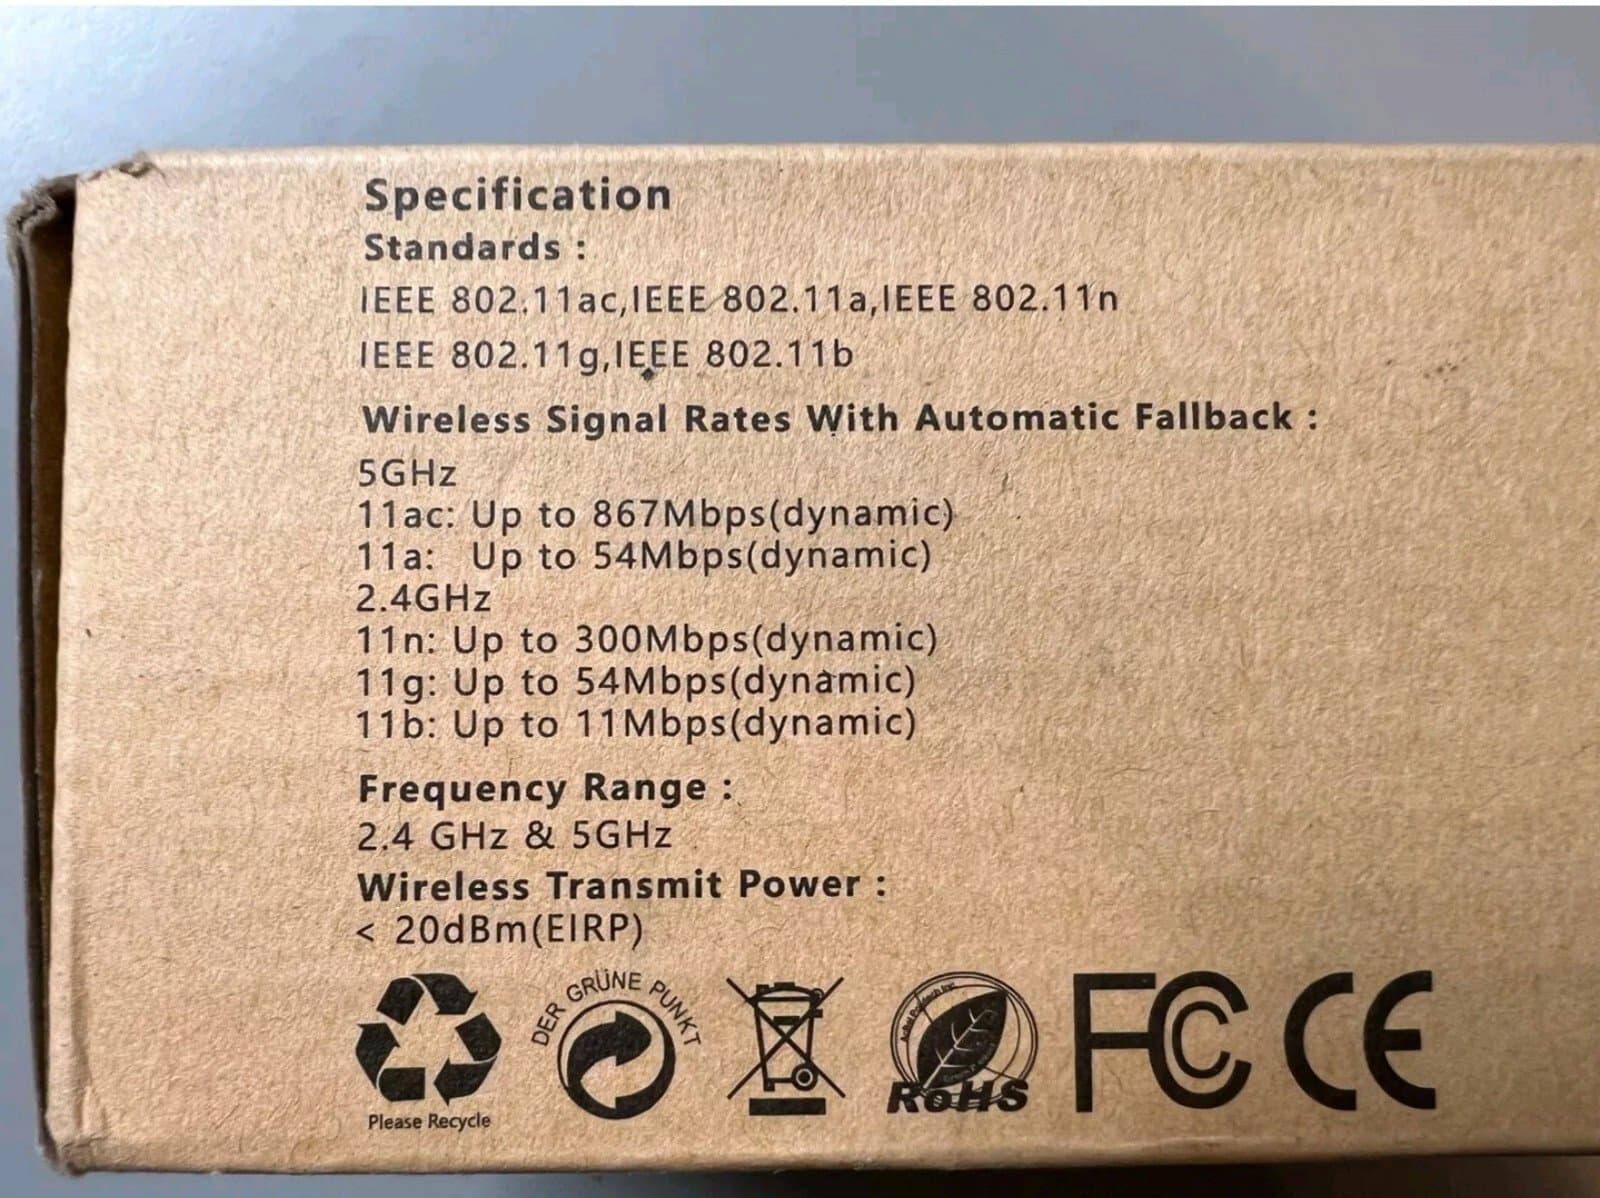 Specification
Standards :
IEEE 802.11ac,IEEE 802.11a,IEEE 802.11n
IEEE 802.11g,IEEE 802.11b
Wireless Signal Rates With Automatic Fallback :
5GHz
11ac: Up to 867Mbps(dynamic)
11a: Up to 54Mbps(dynamic)
2.4GHz
11n: Up to 300Mbps(dynamic)
11g: Up to 54Mbps(dynamic)
11b: Up to 11Mbps(dynamic)
Frequency Range :
2.4 GHz & 5GHz
Wireless Transmit Power :
< 20dBm(EIRP)
DER GRÜNE PUNKT
RoHS
FC CE
Please Recycle